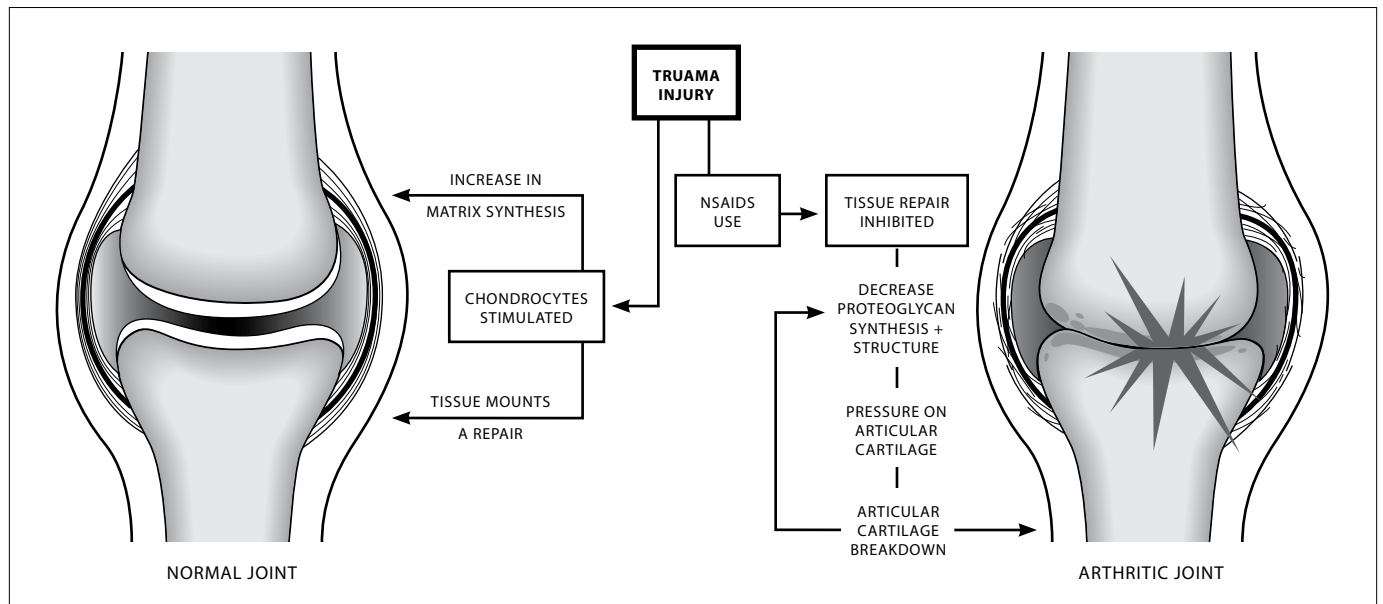 TRUAMA
INJURY
INCREASE IN
MATRIX SYNTHESIS
CHONDROCYTES
STIMULATED
TISSUE MOUNTS
A REPAIR
NORMAL JOINT
NSAIDS
USE
TISSUE REPAIR
INHIBITED
DECREASE
PROTEOGLYCAN
SYNTHESIS +
STRUCTURE
PRESSURE ON
ARTICULAR
CARTILAGE
ARTICULAR
CARTILAGE
BREAKDOWN
ARTHRITIC JOINT